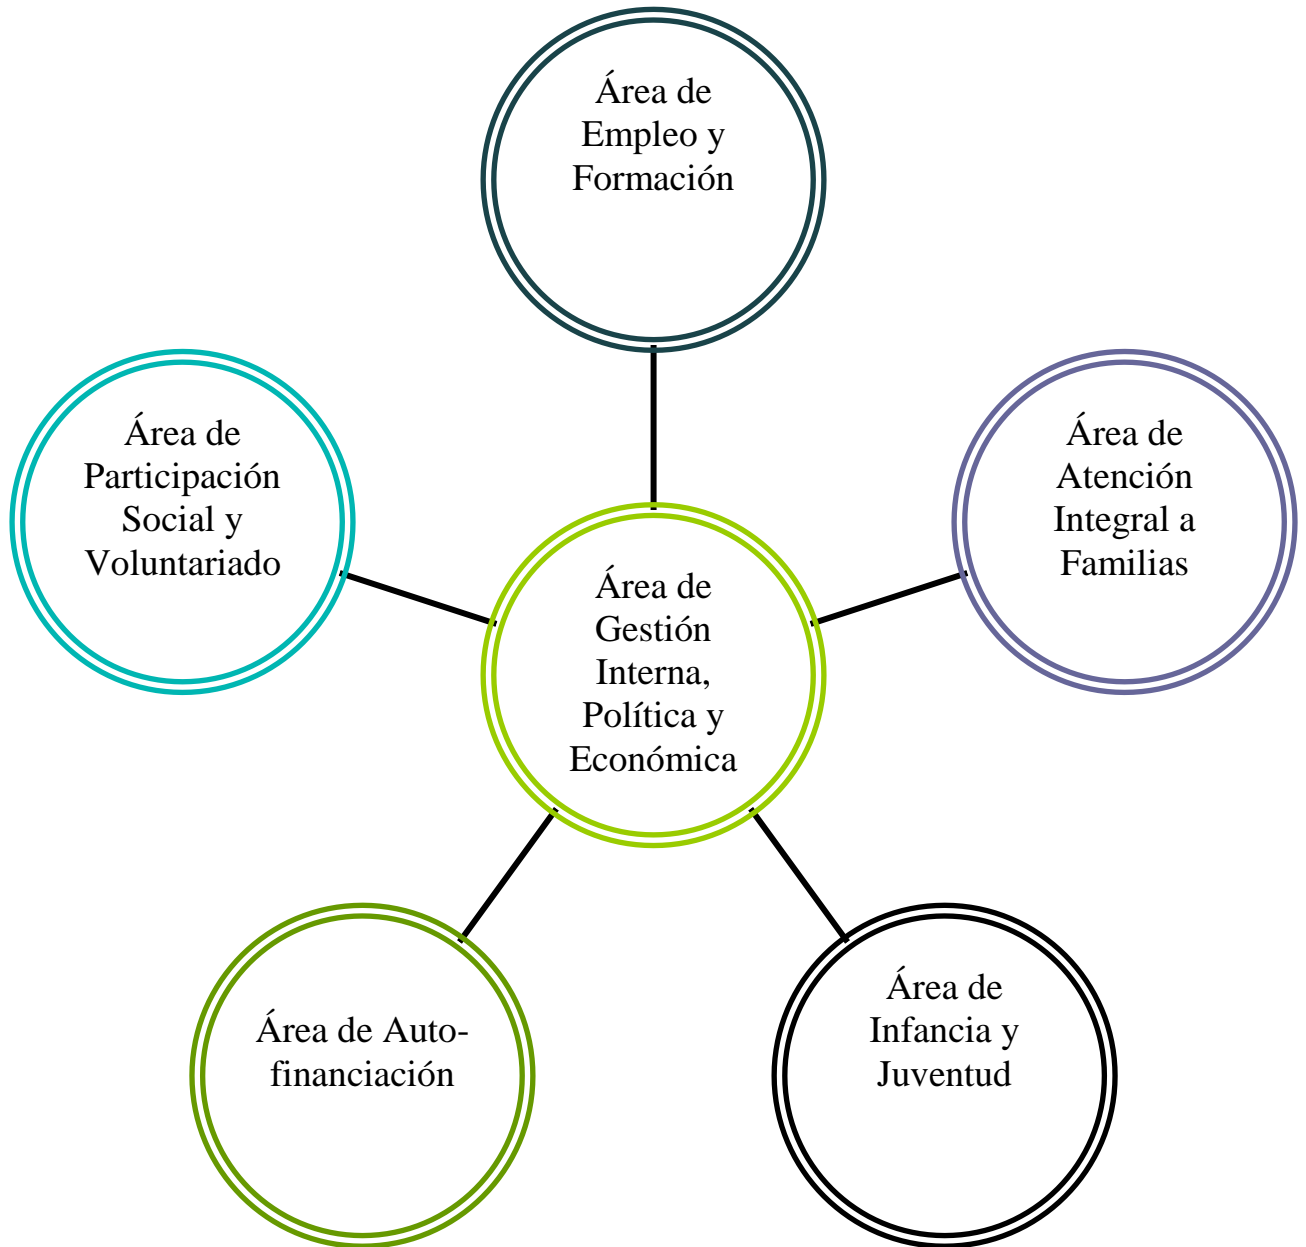 Área de
Empleo y
Formación
Área de
Participación
Social y
Voluntariado
Área de
Atención
Integral a
Familias
Área de
Gestión
Interna,
Política y
Económica
Área de Auto-
financiación
Área de
Infancia y
Juventud